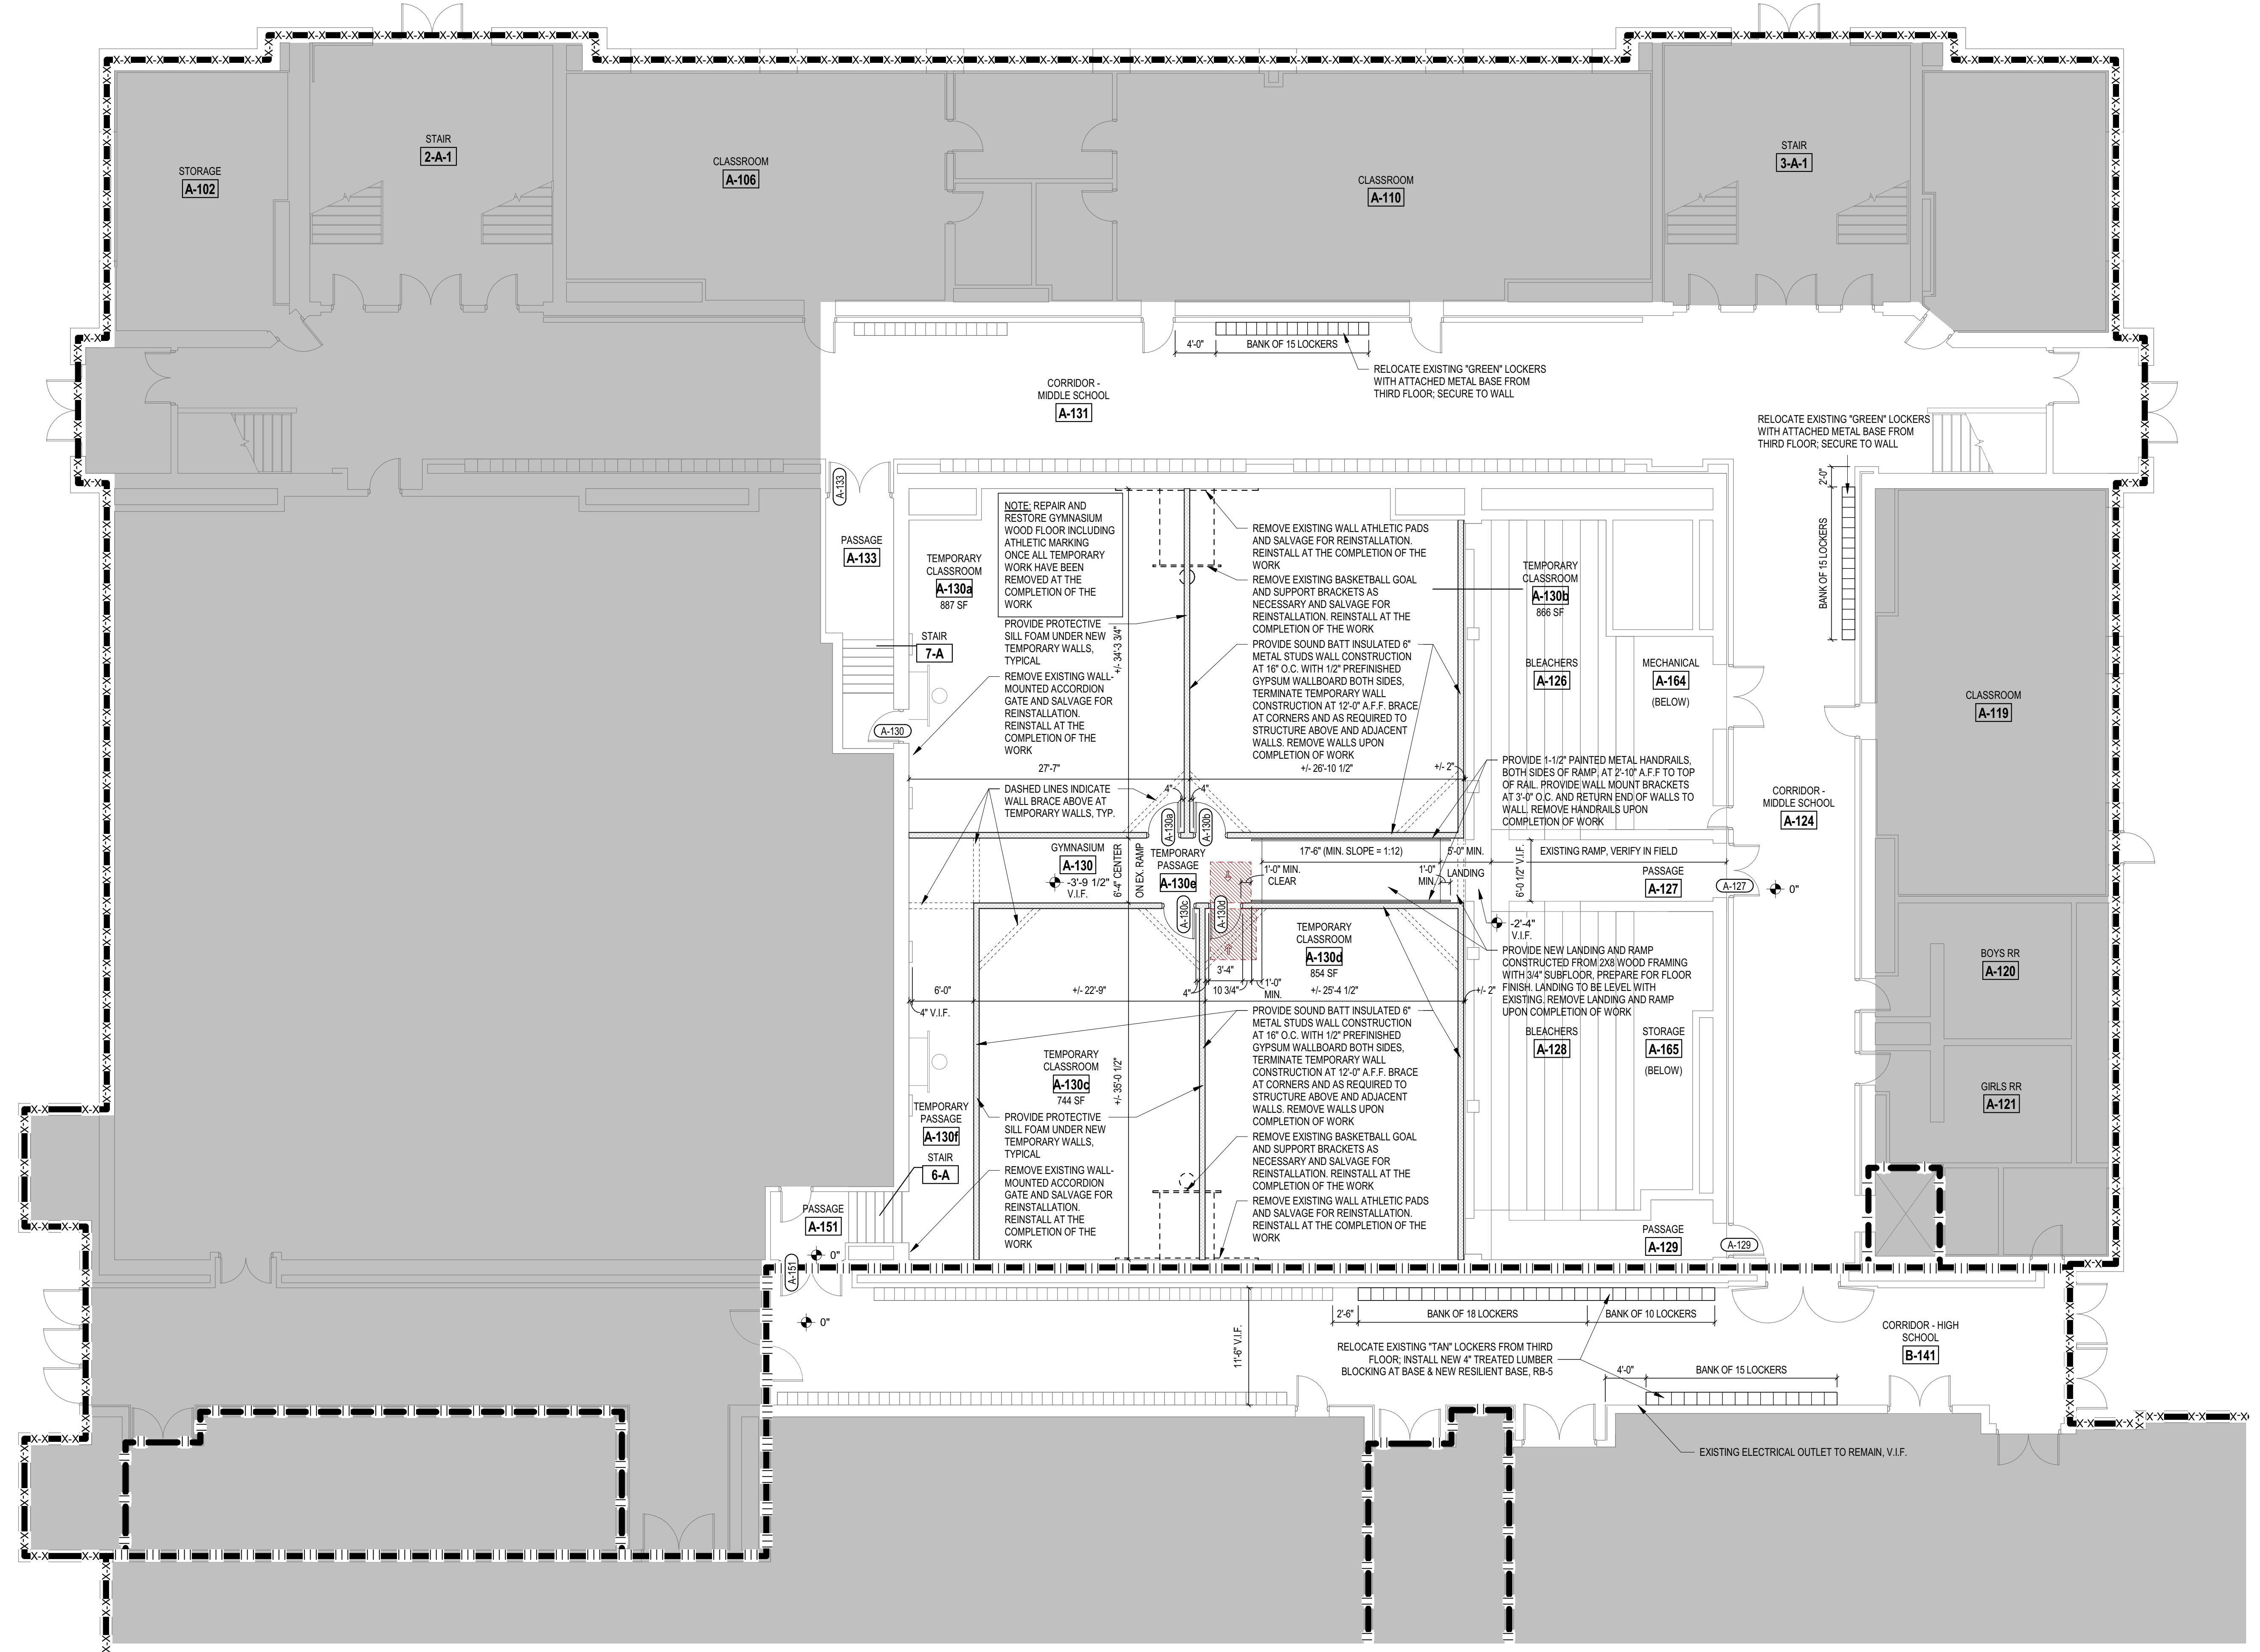 STORAGE
A-102
STAIR
2-A-1
CLASSROOM
A-106
CLASSROOM
A-110
STAIR
3-A-1
4'-0"
BANK OF 15 LOCKERS
RELOCATE EXISTING "GREEN" LOCKERS
WITH ATTACHED METAL BASE FROM
THIRD FLOOR; SECURE TO WALL
CORRIDOR -
MIDDLE SCHOOL
A-131
RELOCATE EXISTING "GREEN" LOCKERS
WITH ATTACHED METAL BASE FROM
THIRD FLOOR; SECURE TO WALL
2'-0"
BANK OF 15 LOCKERS
A-133
PASSAGE
A-133
TEMPORARY
CLASSROOM
A-130a
887 SF
NOTE: REPAIR AND
RESTORE GYMNASIUM
WOOD FLOOR INCLUDING
ATHLETIC MARKING
ONCE ALL TEMPORARY
WORK HAVE BEEN
REMOVED AT THE
COMPLETION OF THE
WORK
REMOVE EXISTING WALL ATHLETIC PADS
AND SALVAGE FOR REINSTALLATION.
REINSTALL AT THE COMPLETION OF THE
WORK
REMOVE EXISTING BASKETBALL GOAL
AND SUPPORT BRACKETS AS
NECESSARY AND SALVAGE FOR
REINSTALLATION. REINSTALL AT THE
COMPLETION OF THE WORK
TEMPORARY
CLASSROOM
A-130b
866 SF
STAIR
7-A
PROVIDE PROTECTIVE
SILL FOAM UNDER NEW
TEMPORARY WALLS,
TYPICAL
+/- 34'-3 3/4"
PROVIDE SOUND BATT INSULATED 6"
METAL STUDS WALL CONSTRUCTION
AT 16" O.C. WITH 1/2" PREFINISHED
GYPSUM WALLBOARD BOTH SIDES,
TERMINATE TEMPORARY WALL
CONSTRUCTION AT 12'-0" A.F.F. BRACE
AT CORNERS AND AS REQUIRED TO
STRUCTURE ABOVE AND ADJACENT
WALLS. REMOVE WALLS UPON
COMPLETION OF WORK
BLEACHERS
A-126
MECHANICAL
A-164
(BELOW)
REMOVE EXISTING WALL-
MOUNTED ACCORDION
GATE AND SALVAGE FOR
REINSTALLATION.
REINSTALL AT THE
COMPLETION OF THE
WORK
A-130
CLASSROOM
A-119
27'-7"
+/- 26'-10 1/2"
+/- 2"
PROVIDE 1-1/2" PAINTED METAL HANDRAILS,
BOTH SIDES OF RAMP, AT 2'-10" A.F.F TO TOP
OF RAIL. PROVIDE WALL MOUNT BRACKETS
AT 3'-0" O.C. AND RETURN END OF WALLS TO
WALL. REMOVE HANDRAILS UPON
COMPLETION OF WORK
DASHED LINES INDICATE
WALL BRACE ABOVE AT
TEMPORARY WALLS, TYP.
4"
4"
A-130a
A-130b
CORRIDOR -
MIDDLE SCHOOL
A-124
GYMNASIUM
A-130
-3'-9 1/2"
V.I.F.
6'-4" CENTER
ON EX. RAMP
TEMPORARY
PASSAGE
A-130e
17'-6" (MIN. SLOPE = 1:12)
5'-0" MIN.
LANDING
EXISTING RAMP, VERIFY IN FIELD
6'-0 1/2" V.I.F.
1'-0" MIN.
CLEAR
1'-0"
MIN.
PASSAGE
A-127
A-127
0"
A-130c
A-130d
-2'-4"
V.I.F.
TEMPORARY
CLASSROOM
A-130d
854 SF
PROVIDE NEW LANDING AND RAMP
CONSTRUCTED FROM 2X8 WOOD FRAMING
WITH 3/4" SUBFLOOR, PREPARE FOR FLOOR
FINISH. LANDING TO BE LEVEL WITH
EXISTING. REMOVE LANDING AND RAMP
UPON COMPLETION OF WORK
BOYS RR
A-120
3'-4"
4"
10 3/4"
1'-0"
MIN.
6'-0"
+/- 22'-9"
+/- 25'-4 1/2"
+/- 2"
4" V.I.F.
PROVIDE SOUND BATT INSULATED 6"
METAL STUDS WALL CONSTRUCTION
AT 16" O.C. WITH 1/2" PREFINISHED
GYPSUM WALLBOARD BOTH SIDES,
TERMINATE TEMPORARY WALL
CONSTRUCTION AT 12'-0" A.F.F. BRACE
AT CORNERS AND AS REQUIRED TO
STRUCTURE ABOVE AND ADJACENT
WALLS. REMOVE WALLS UPON
COMPLETION OF WORK
BLEACHERS
A-128
STORAGE
A-165
(BELOW)
TEMPORARY
CLASSROOM
A-130c
744 SF
+/- 35'-0 1/2"
GIRLS RR
A-121
TEMPORARY
PASSAGE
A-130f
PROVIDE PROTECTIVE
SILL FOAM UNDER NEW
TEMPORARY WALLS,
TYPICAL
REMOVE EXISTING BASKETBALL GOAL
AND SUPPORT BRACKETS AS
NECESSARY AND SALVAGE FOR
REINSTALLATION. REINSTALL AT THE
COMPLETION OF THE WORK
STAIR
6-A
REMOVE EXISTING WALL-
MOUNTED ACCORDION
GATE AND SALVAGE FOR
REINSTALLATION.
REINSTALL AT THE
COMPLETION OF THE
WORK
REMOVE EXISTING WALL ATHLETIC PADS
AND SALVAGE FOR REINSTALLATION.
REINSTALL AT THE COMPLETION OF THE
WORK
PASSAGE
A-151
0"
A-151
PASSAGE
A-129
A-129
0"
11'-6" V.I.F.
2'-6"
BANK OF 18 LOCKERS
BANK OF 10 LOCKERS
RELOCATE EXISTING "TAN" LOCKERS FROM THIRD
FLOOR; INSTALL NEW 4" TREATED LUMBER
BLOCKING AT BASE & NEW RESILIENT BASE, RB-5
4'-0"
BANK OF 15 LOCKERS
CORRIDOR - HIGH
SCHOOL
B-141
EXISTING ELECTRICAL OUTLET TO REMAIN, V.I.F.